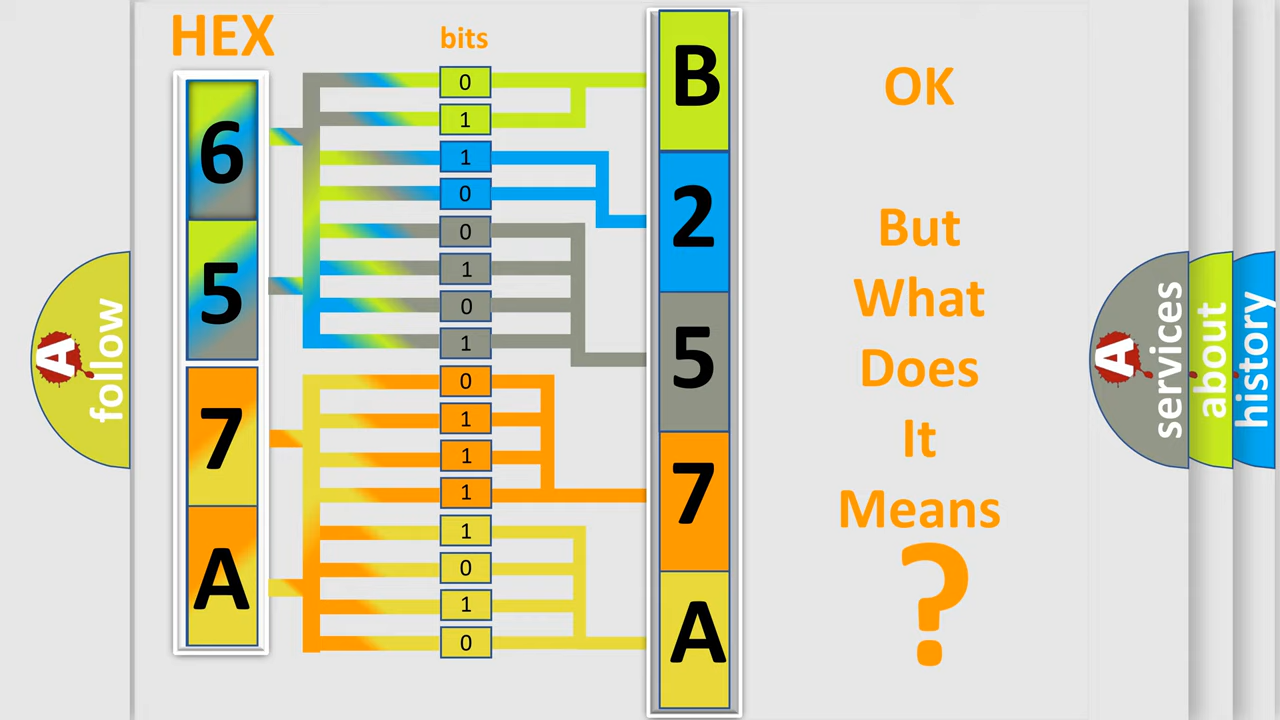 HEX
6
5
7
A
bits
0
1
1
0
0
1
0
1
0
1
1
1
1
0
1
0
B
2
5
7
A
OK
But
What
Does
It
Means
?
A
follow
A
services
about
history